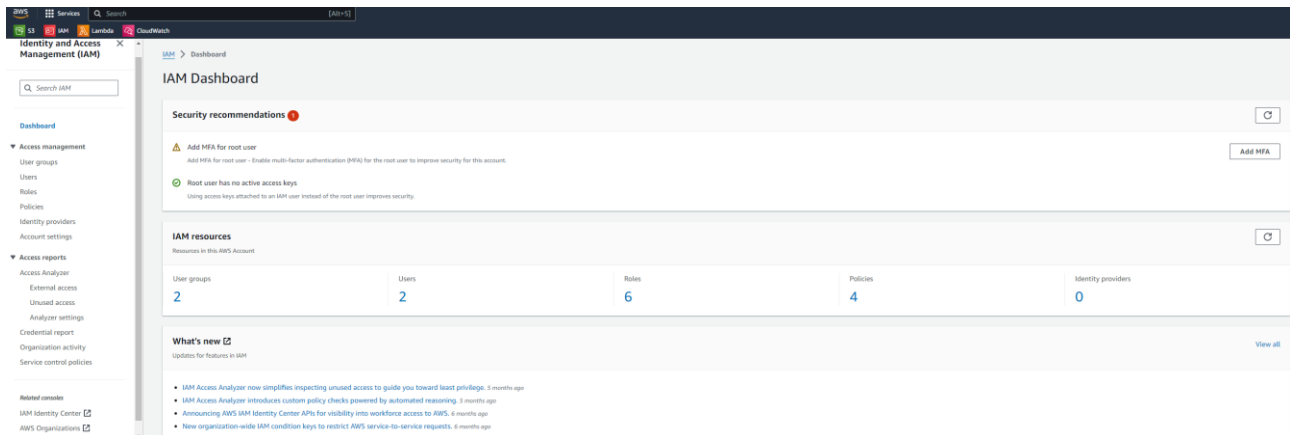 aws Services Search [Alt+S]
S3 IAM Lambda CloudWatch
Identity and Access Management (IAM)
Search IAM
Dashboard
Access management
User groups
Users
Roles
Policies
Identity providers
Account settings
Access reports
Access Analyzer
External access
Unused access
Analyzer settings
Credential report
Organization activity
Service control policies
Related consoles
IAM Identity Center
AWS Organizations
IAM > Dashboard
IAM Dashboard
Security recommendations 1
Add MFA for root user
Add MFA for root user - Enable multi-factor authentication (MFA) for the root user to improve security for this account.
Add MFA
Root user has no active access keys
Using access keys attached to an IAM user instead of the root user improves security.
IAM resources
Resources in this AWS Account
User groups Users Roles Policies Identity providers
2 2 6 4 0
What's new
View all
Updates for features in IAM
IAM Access Analyzer now simplifies inspecting unused access to guide you toward least privilege. 5 months ago
IAM Access Analyzer introduces custom policy checks powered by automated reasoning. 5 months ago
Announcing AWS IAM Identity Center APIs for visibility into workforce access to AWS. 6 months ago
New organization-wide IAM condition keys to restrict AWS service-to-service requests. 6 months ago